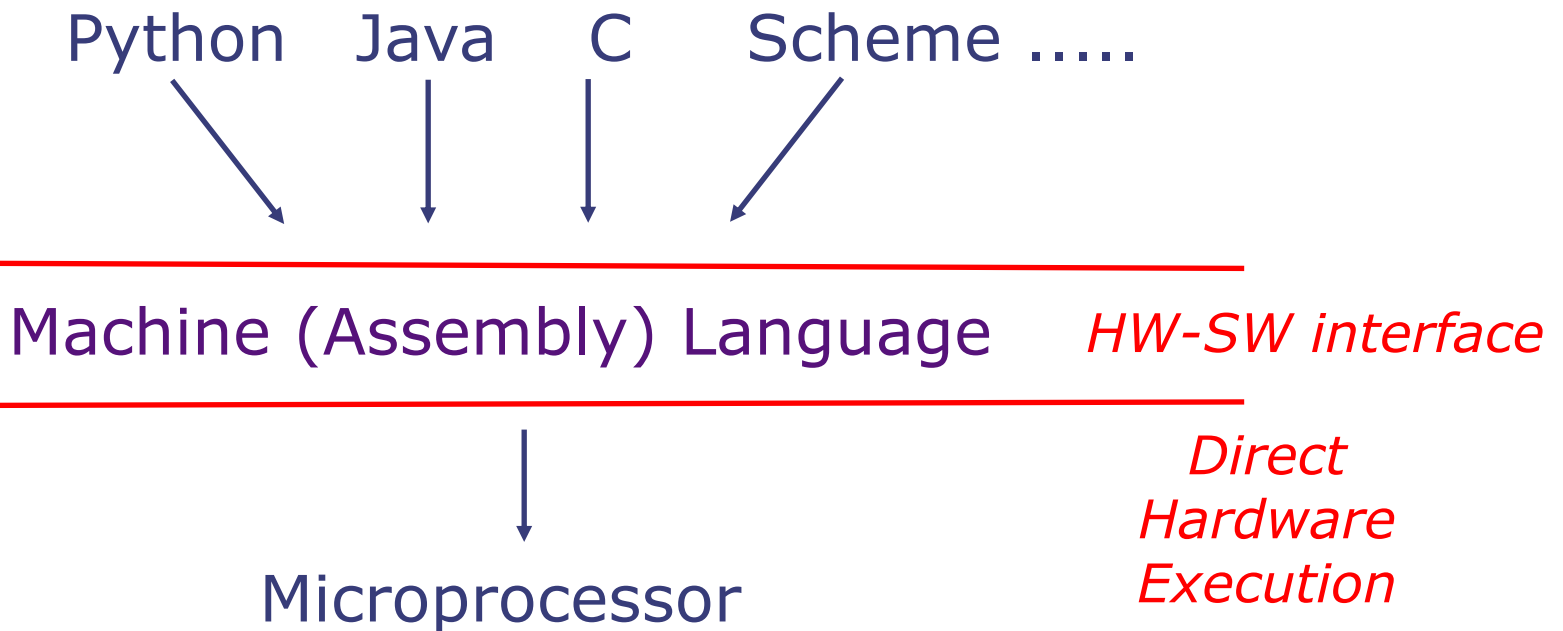 Python Java C Scheme .....
Machine (Assembly) Language HW-SW interface
Direct
Hardware
Execution
Microprocessor